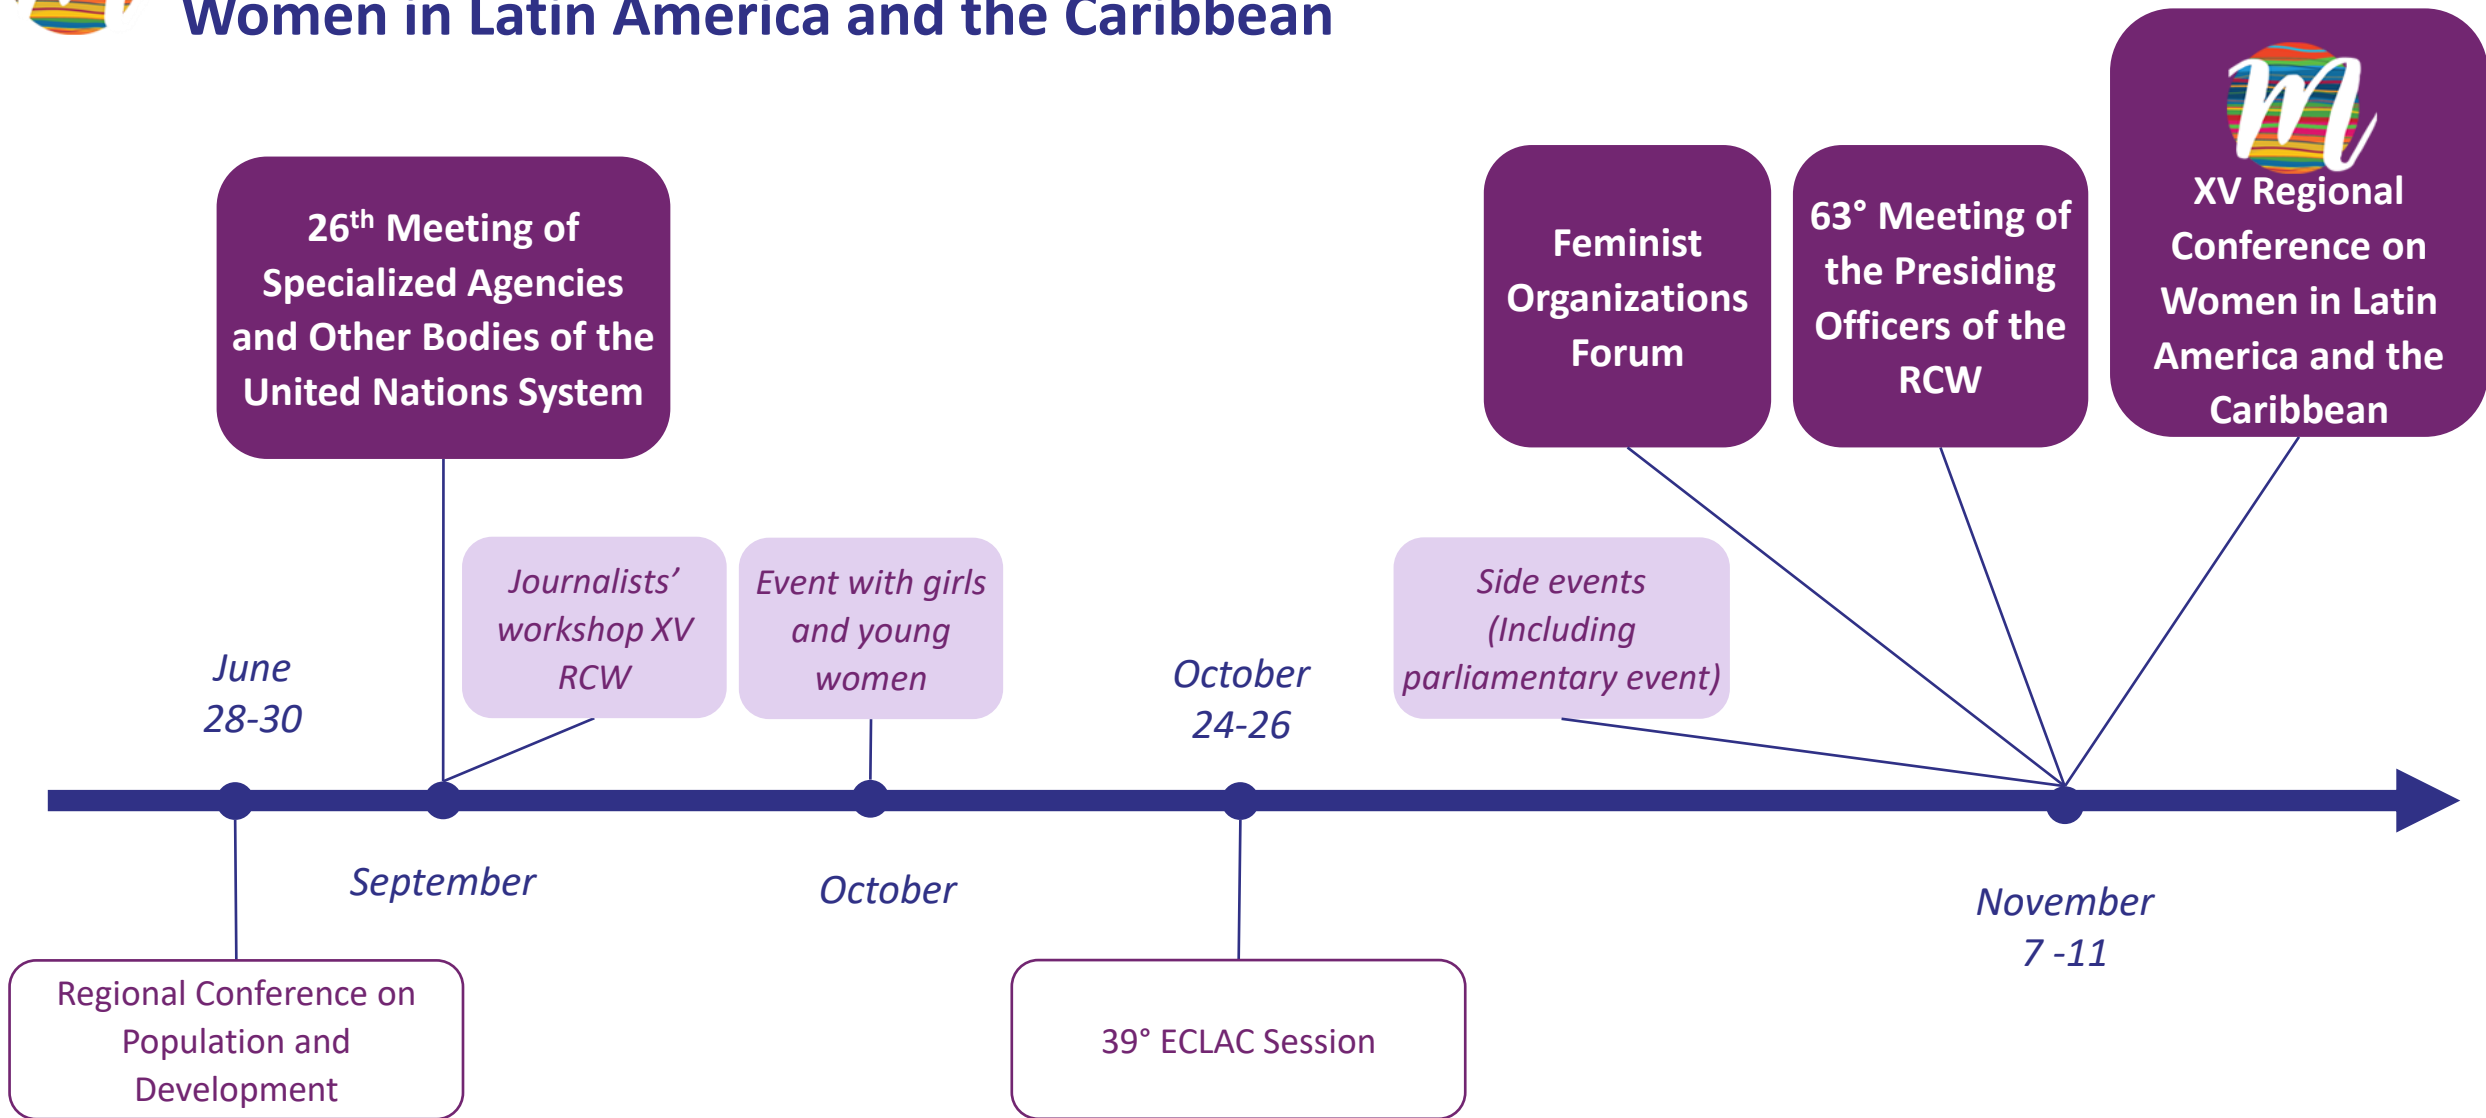 Women in Latin America and the Caribbean
26th Meeting of
Specialized Agencies
and Other Bodies of the
United Nations System
Feminist
Organizations
Forum
63° Meeting of
the Presiding
Officers of the
RCW
m
XV Regional
Conference on
Women in Latin
America and the
Caribbean
Journalists’
workshop XV
RCW
Event with girls
and young
women
Side events
(Including
parliamentary event)
June
28-30
October
24-26
September
October
November
7 -11
Regional Conference on
Population and
Development
39° ECLAC Session